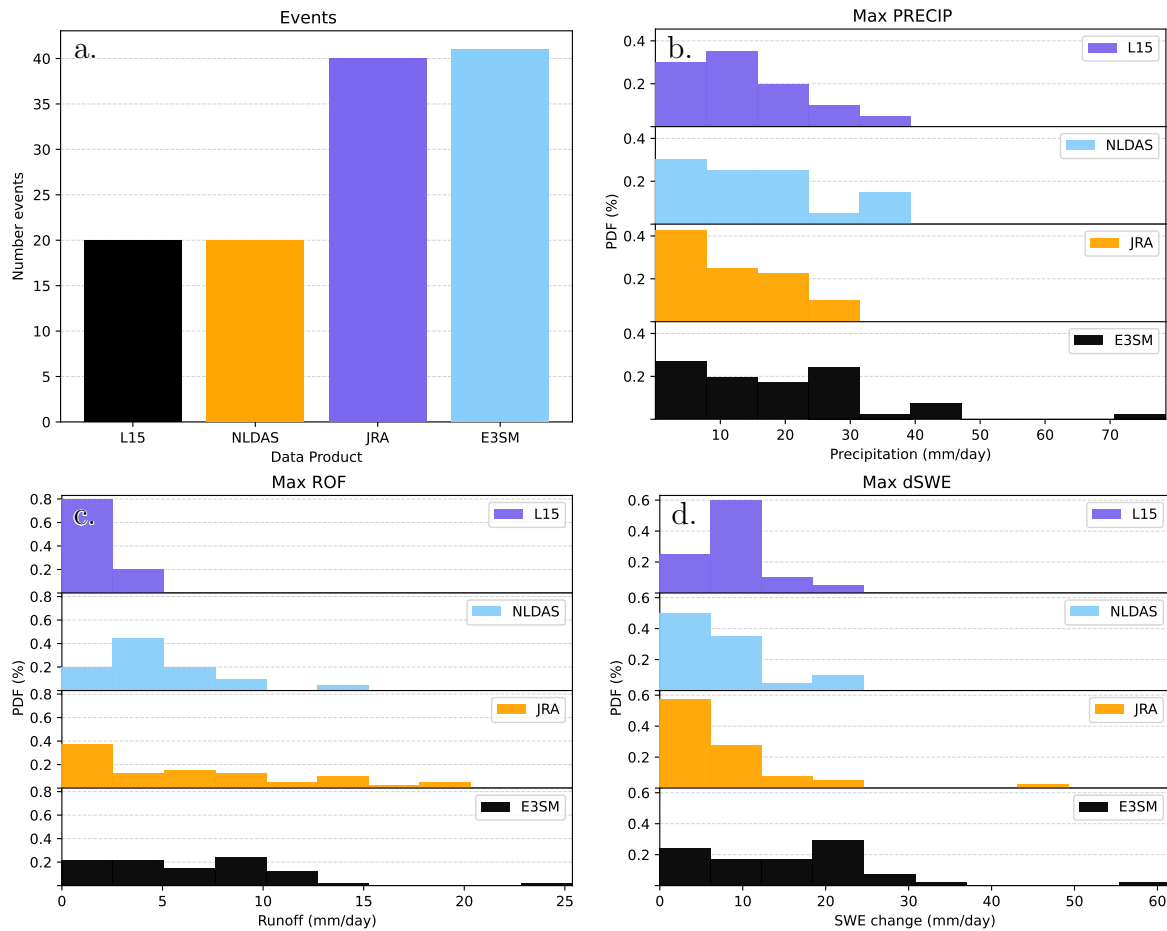 Events
a.
40
35
30
25
20
15
10
5
0
Number events
L15 NLDAS JRA E3SM
Data Product
Max PRECIP
b.
0.4
0.2
L15
0.4
0.2
NLDAS
0.4
0.2
JRA
0.4
0.2
E3SM
PDF (%)
10 20 30 40 50 60 70
Precipitation (mm/day)
Max ROF
c.
0.8
0.6
0.4
0.2
L15
0.8
0.6
0.4
0.2
NLDAS
0.8
0.6
0.4
0.2
JRA
0.8
0.6
0.4
0.2
E3SM
PDF (%)
0 5 10 15 20 25
Runoff (mm/day)
Max dSWE
d.
0.6
0.4
0.2
L15
0.6
0.4
0.2
NLDAS
0.6
0.4
0.2
JRA
0.6
0.4
0.2
E3SM
PDF (%)
0 10 20 30 40 50 60
SWE change (mm/day)